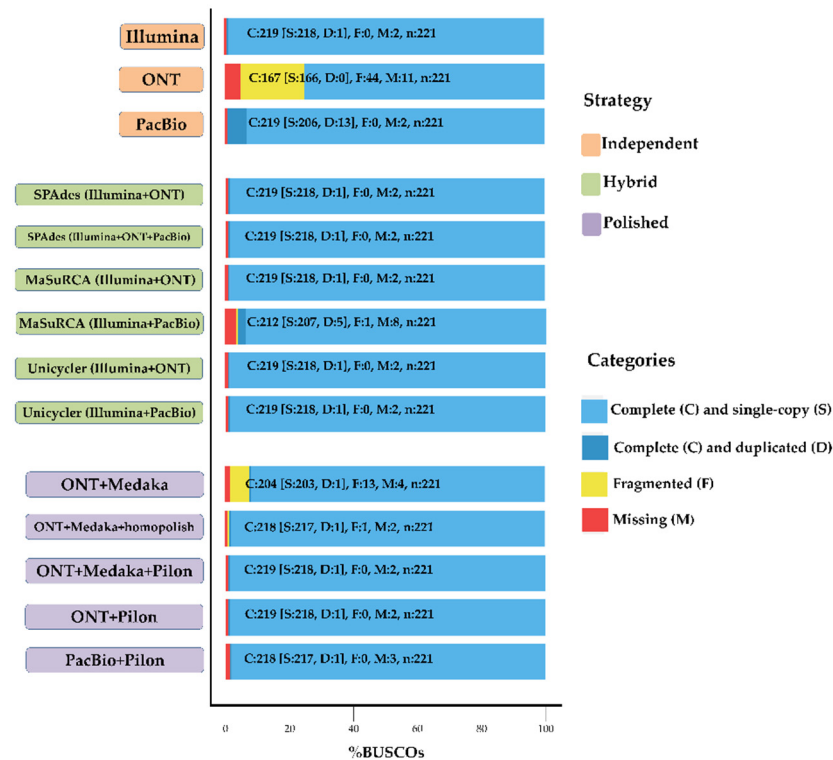 Illumina
C:219 [S:218, D:1], F:0, M:2, n:221
ONT
C:167 [S:166, D:0], F:44, M:11, n:221
PacBio
C:219 [S:206, D:13], F:0, M:2, n:221
SPAdes (Illumina+ONT)
C:219 [S:218, D:1], F:0, M:2, n:221
SPAdes (Illumina+ONT+PacBio)
C:219 [S:218, D:1], F:0, M:2, n:221
MaSuRCA (Illumina+ONT)
C:219 [S:218, D:1], F:0, M:2, n:221
MaSuRCA (Illumina+PacBio)
C:212 [S:207, D:5], F:1, M:8, n:221
Unicycler (Illumina+ONT)
C:219 [S:218, D:1], F:0, M:2, n:221
Unicycler (Illumina+PacBio)
C:219 [S:218, D:1], F:0, M:2, n:221
ONT+Medaka
C:204 [S:203, D:1], F:13, M:4, n:221
ONT+Medaka+homopolish
C:218 [S:217, D:1], F:1, M:2, n:221
ONT+Medaka+Pilon
C:219 [S:218, D:1], F:0, M:2, n:221
ONT+Pilon
C:219 [S:218, D:1], F:0, M:2, n:221
PacBio+Pilon
C:218 [S:217, D:1], F:0, M:3, n:221
0 20 40 60 80 100
%BUSCOs
Strategy
Independent
Hybrid
Polished
Categories
Complete (C) and single-copy (S)
Complete (C) and duplicated (D)
Fragmented (F)
Missing (M)